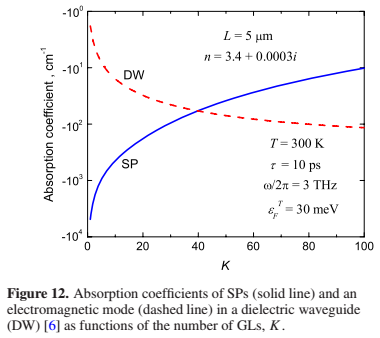 -10⁰
-10¹
-10²
-10³
-10⁴
Absorption coefficient , cm⁻¹
L = 5 μm
n = 3.4 + 0.0003i
DW
SP
T = 300 K
τ = 10 ps
ω/2π = 3 THz
ε_F^T = 30 meV
0 20 40 60 80 100
K
Figure 12. Absorption coefficients of SPs (solid line) and an
electromagnetic mode (dashed line) in a dielectric waveguide
(DW) [6] as functions of the number of GLs, K.